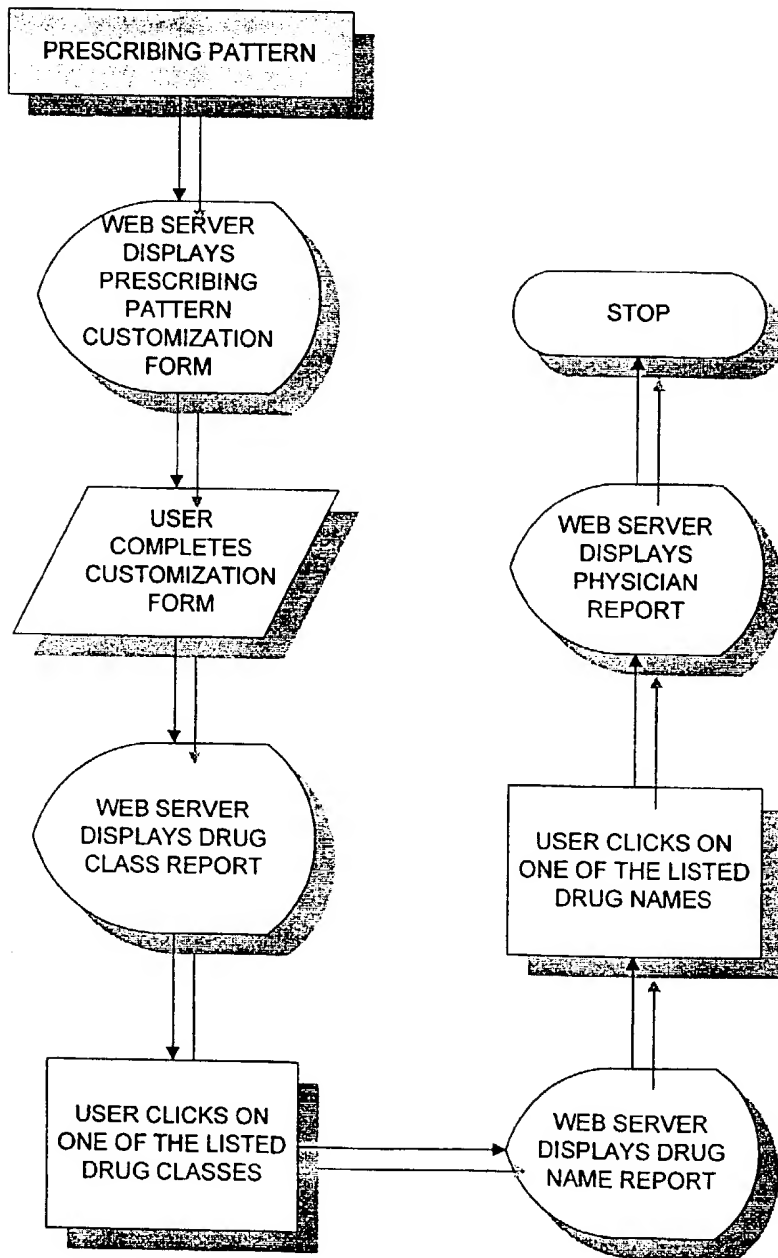 PRESCRIBING PATTERN
WEB SERVER
DISPLAYS
PRESCRIBING
PATTERN
CUSTOMIZATION
FORM
USER
COMPLETES
CUSTOMIZATION
FORM
WEB SERVER
DISPLAYS DRUG
CLASS REPORT
USER CLICKS ON
ONE OF THE LISTED
DRUG CLASSES
WEB SERVER
DISPLAYS DRUG
NAME REPORT
USER CLICKS ON
ONE OF THE LISTED
DRUG NAMES
WEB SERVER
DISPLAYS
PHYSICIAN
REPORT
STOP